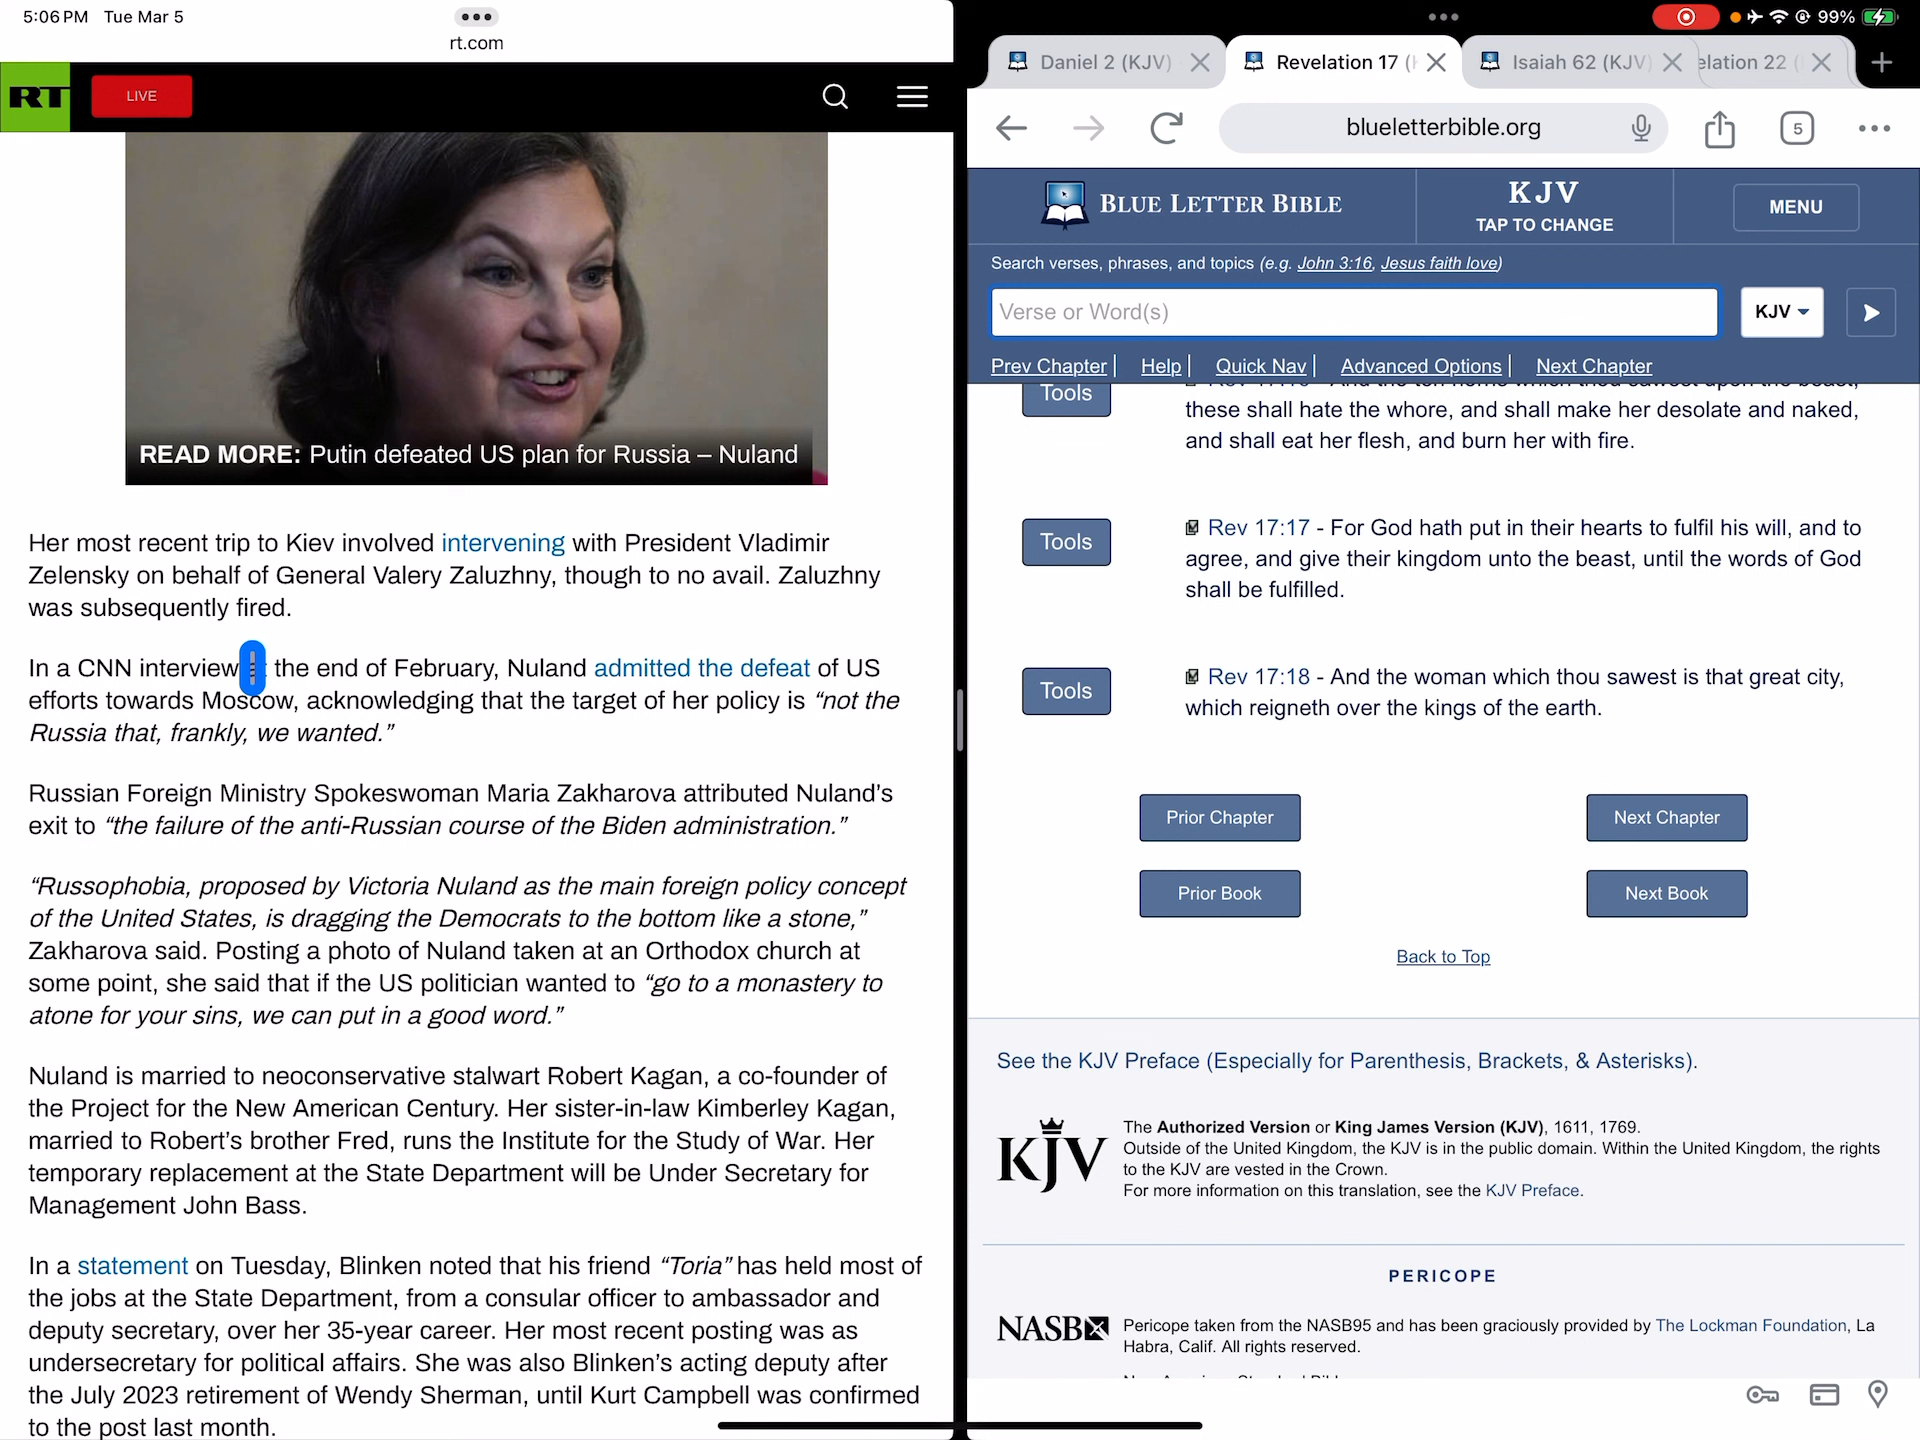 5:06 PM Tue Mar 5
rt.com
RT
LIVE
READ MORE: Putin defeated US plan for Russia – Nuland
Her most recent trip to Kiev involved intervening with President Vladimir
Zelensky on behalf of General Valery Zaluzhny, though to no avail. Zaluzhny
was subsequently fired.
In a CNN interview the end of February, Nuland admitted the defeat of US
efforts towards Moscow, acknowledging that the target of her policy is “not the
Russia that, frankly, we wanted.”
Russian Foreign Ministry Spokeswoman Maria Zakharova attributed Nuland’s
exit to “the failure of the anti-Russian course of the Biden administration.”
“Russophobia, proposed by Victoria Nuland as the main foreign policy concept
of the United States, is dragging the Democrats to the bottom like a stone,”
Zakharova said. Posting a photo of Nuland taken at an Orthodox church at
some point, she said that if the US politician wanted to “go to a monastery to
atone for your sins, we can put in a good word.”
Nuland is married to neoconservative stalwart Robert Kagan, a co-founder of
the Project for the New American Century. Her sister-in-law Kimberley Kagan,
married to Robert’s brother Fred, runs the Institute for the Study of War. Her
temporary replacement at the State Department will be Under Secretary for
Management John Bass.
In a statement on Tuesday, Blinken noted that his friend “Toria” has held most of
the jobs at the State Department, from a consular officer to ambassador and
deputy secretary, over her 35-year career. Her most recent posting was as
undersecretary for political affairs. She was also Blinken’s acting deputy after
the July 2023 retirement of Wendy Sherman, until Kurt Campbell was confirmed
to the post last month.
99%
Daniel 2 (KJV)
Revelation 17 (
Isaiah 62 (KJV)
elation 22 (
blueletterbible.org
5
BLUE LETTER BIBLE
KJV
TAP TO CHANGE
MENU
Search verses, phrases, and topics (e.g. John 3:16, Jesus faith love)
Verse or Word(s)
KJV
Prev Chapter | Help | Quick Nav | Advanced Options | Next Chapter
Tools
these shall hate the whore, and shall make her desolate and naked,
and shall eat her flesh, and burn her with fire.
Tools
Rev 17:17 - For God hath put in their hearts to fulfil his will, and to
agree, and give their kingdom unto the beast, until the words of God
shall be fulfilled.
Tools
Rev 17:18 - And the woman which thou sawest is that great city,
which reigneth over the kings of the earth.
Prior Chapter
Next Chapter
Prior Book
Next Book
Back to Top
See the KJV Preface (Especially for Parenthesis, Brackets, & Asterisks).
KJV
The Authorized Version or King James Version (KJV), 1611, 1769.
Outside of the United Kingdom, the KJV is in the public domain. Within the United Kingdom, the rights
to the KJV are vested in the Crown.
For more information on this translation, see the KJV Preface.
PERICOPE
NASB
Pericope taken from the NASB95 and has been graciously provided by The Lockman Foundation, La
Habra, Calif. All rights reserved.